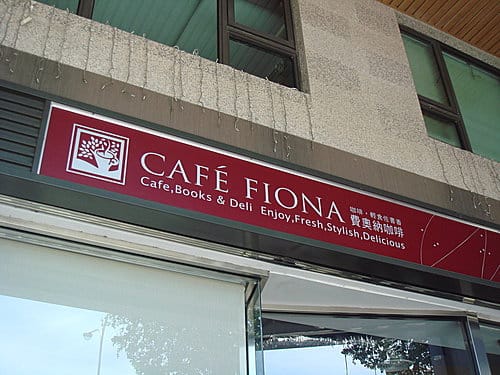 CAFÉ FIONA
咖啡・輕食佐書香
費奧納咖啡
Cafe,Books & Deli Enjoy,Fresh,Stylish,Delicious